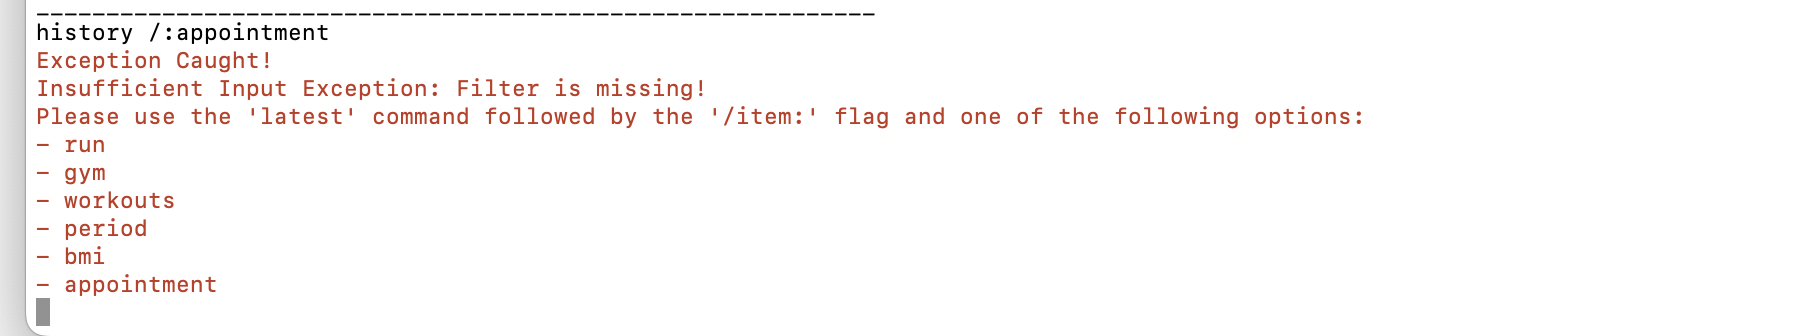 ____________________________________________________________
history /:appointment
Exception Caught!
Insufficient Input Exception: Filter is missing!
Please use the 'latest' command followed by the '/item:' flag and one of the following options:
- run
- gym
- workouts
- period
- bmi
- appointment